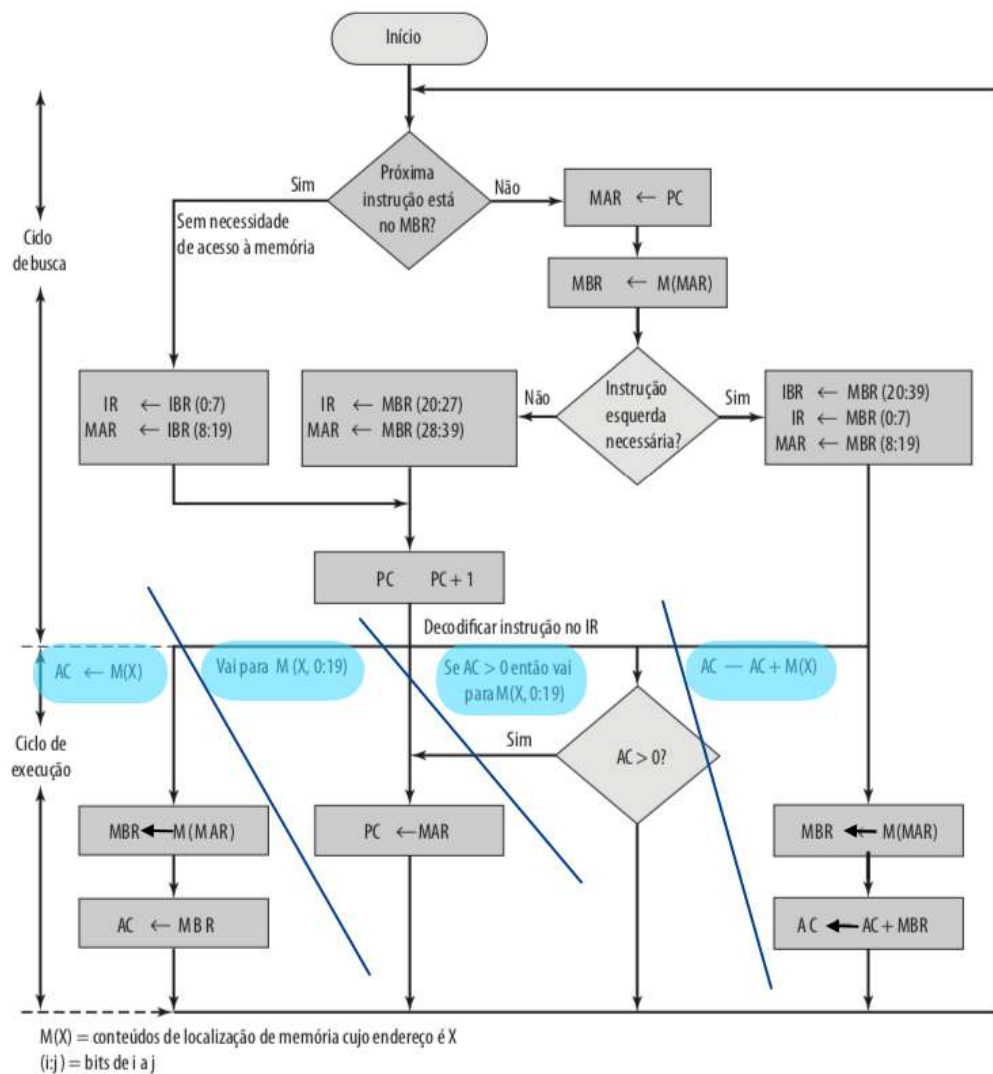 Início
Próxima
instrução está
no MBR?
Sim
Não
Sem necessidade
de acesso à memória
MAR ← PC
MBR ← M(MAR)
Ciclo
de busca
Instrução
esquerda
necessária?
Não
Sim
IR ← IBR (0:7)
MAR ← IBR (8:19)
IR ← MBR (20:27)
MAR ← MBR (28:39)
IBR ← MBR (20:39)
IR ← MBR (0:7)
MAR ← MBR (8:19)
PC PC + 1
Decodificar instrução no IR
AC ← M(X)
Vai para M (X, 0:19)
Se AC > 0 então vai
para M(X, 0:19)
AC — AC + M(X)
Ciclo de
execução
Sim
AC > 0?
MBR ← M(MAR)
AC ← MBR
PC ← MAR
MBR ← M(MAR)
AC ← AC + MBR
M(X) = conteúdos de localização de memória cujo endereço é X
(i:j) = bits de i a j